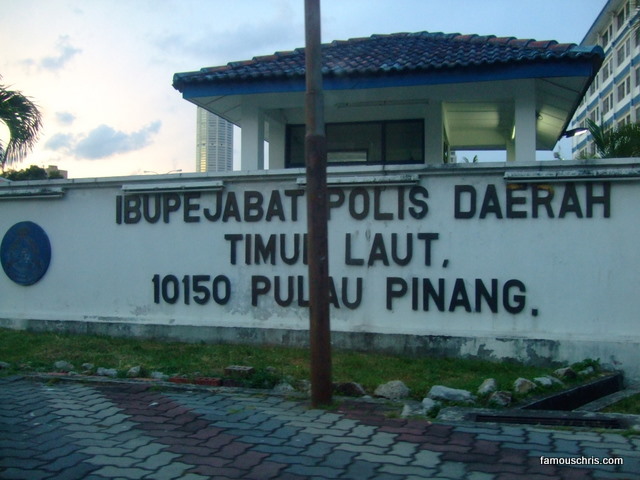 IBUPEJABAT POLIS DAERAH
TIMUR LAUT,
10150 PULAU PINANG.
famouschris.com